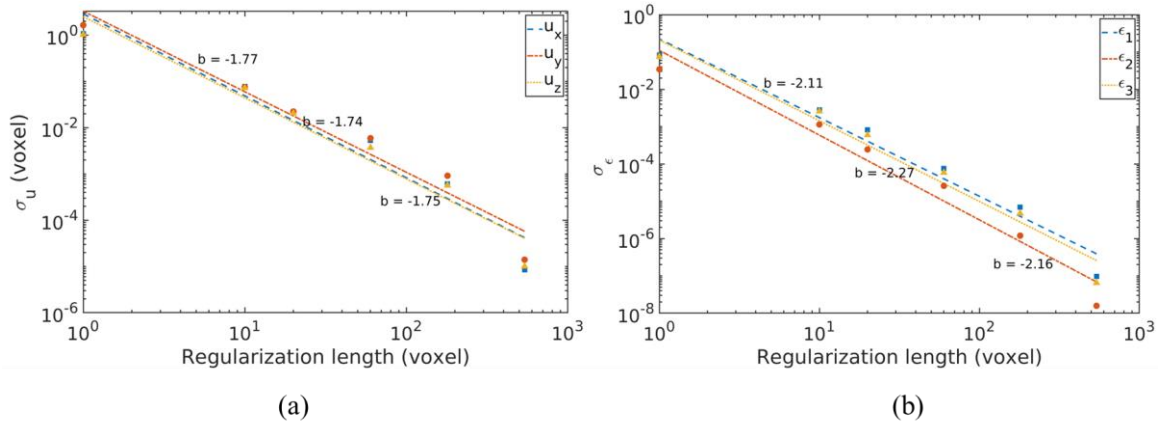 10^0
10^-2
10^-4
10^-6
σ_u (voxel)
b = -1.77
b = -1.74
b = -1.75
u_x
u_y
u_z
10^0 10^1 10^2 10^3
Regularization length (voxel)
(a)
10^0
10^-2
10^-4
10^-6
10^-8
σ_ϵ
b = -2.11
b = -2.27
b = -2.16
ϵ_1
ϵ_2
ϵ_3
10^0 10^1 10^2 10^3
Regularization length (voxel)
(b)